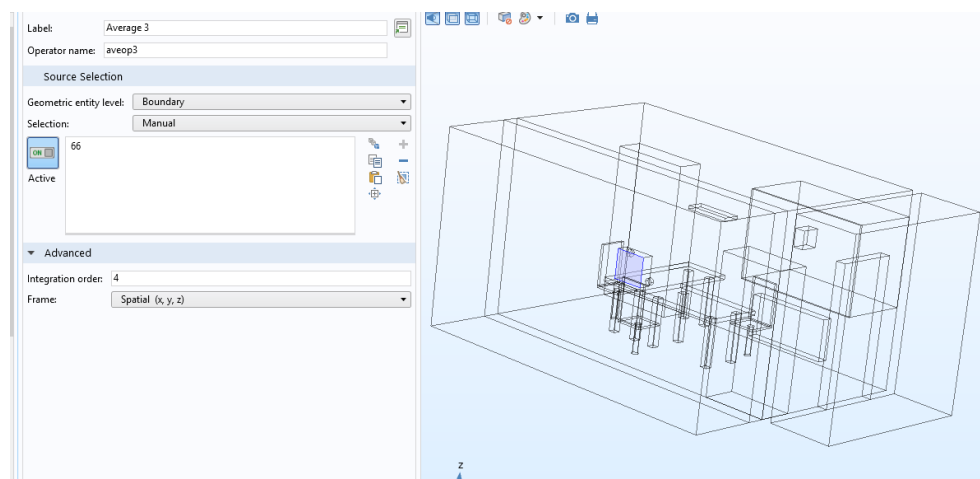 Label: Average 3
Operator name: aveop3
Source Selection
Geometric entity level: Boundary
Selection: Manual
66
ON
Active
Advanced
Integration order: 4
Frame: Spatial (x, y, z)
z